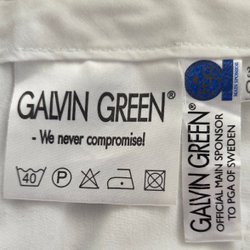 GALVIN GREEN®
- We never compromise!
40 P
GALVIN GREEN®
OFFICIAL MAIN SPONSOR
TO PGA OF SWEDEN